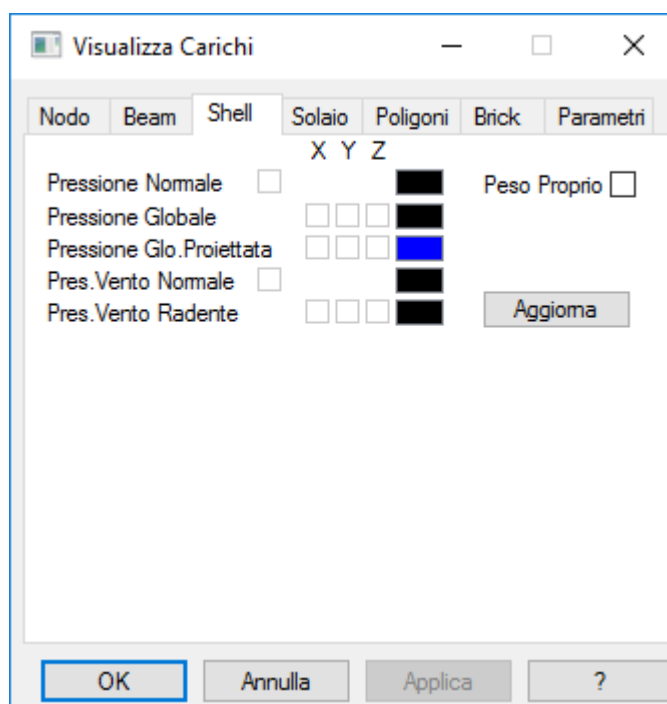 Visualizza Carichi
Nodo Beam Shell Solaio Poligoni Brick Parametri
X Y Z
Pressione Normale Peso Proprio
Pressione Globale
Pressione Glo.Proiettata
Pres.Vento Normale
Pres.Vento Radente Aggiorna
OK Annulla Applica ?